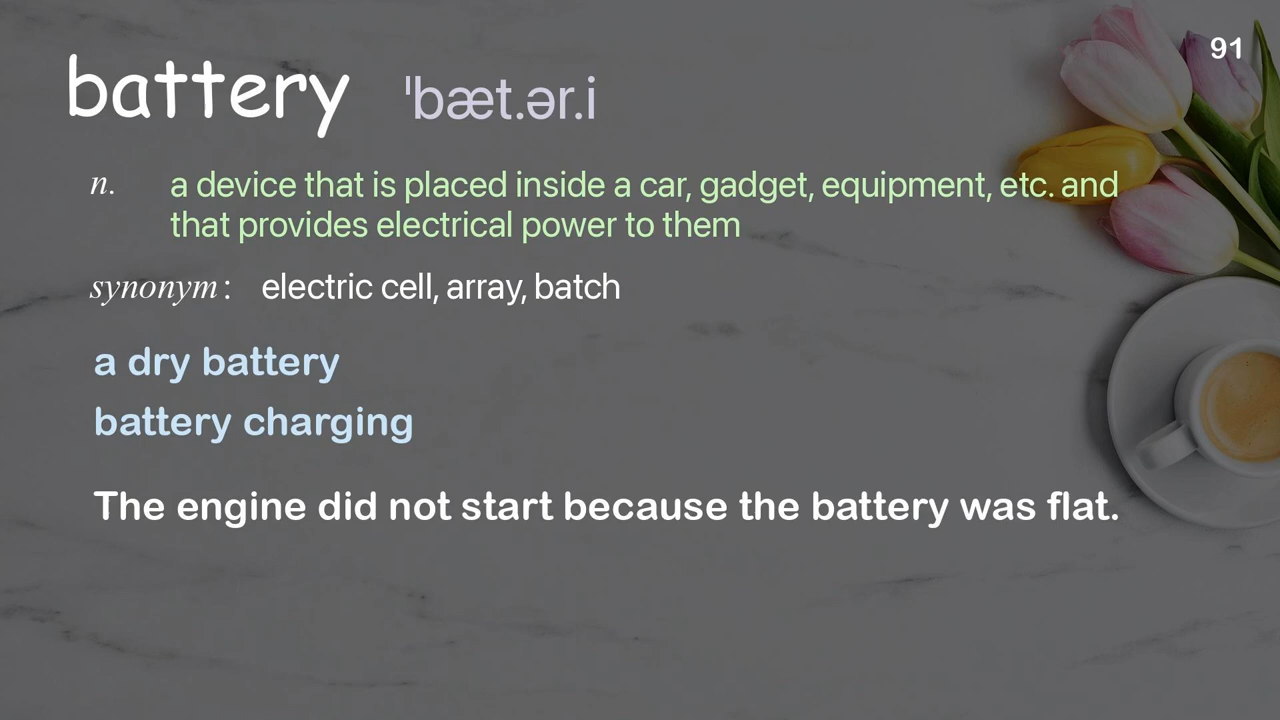 91
battery ˈbæt.ər.i
n. a device that is placed inside a car, gadget, equipment, etc. and
that provides electrical power to them
synonym : electric cell, array, batch
a dry battery
battery charging
The engine did not start because the battery was flat.